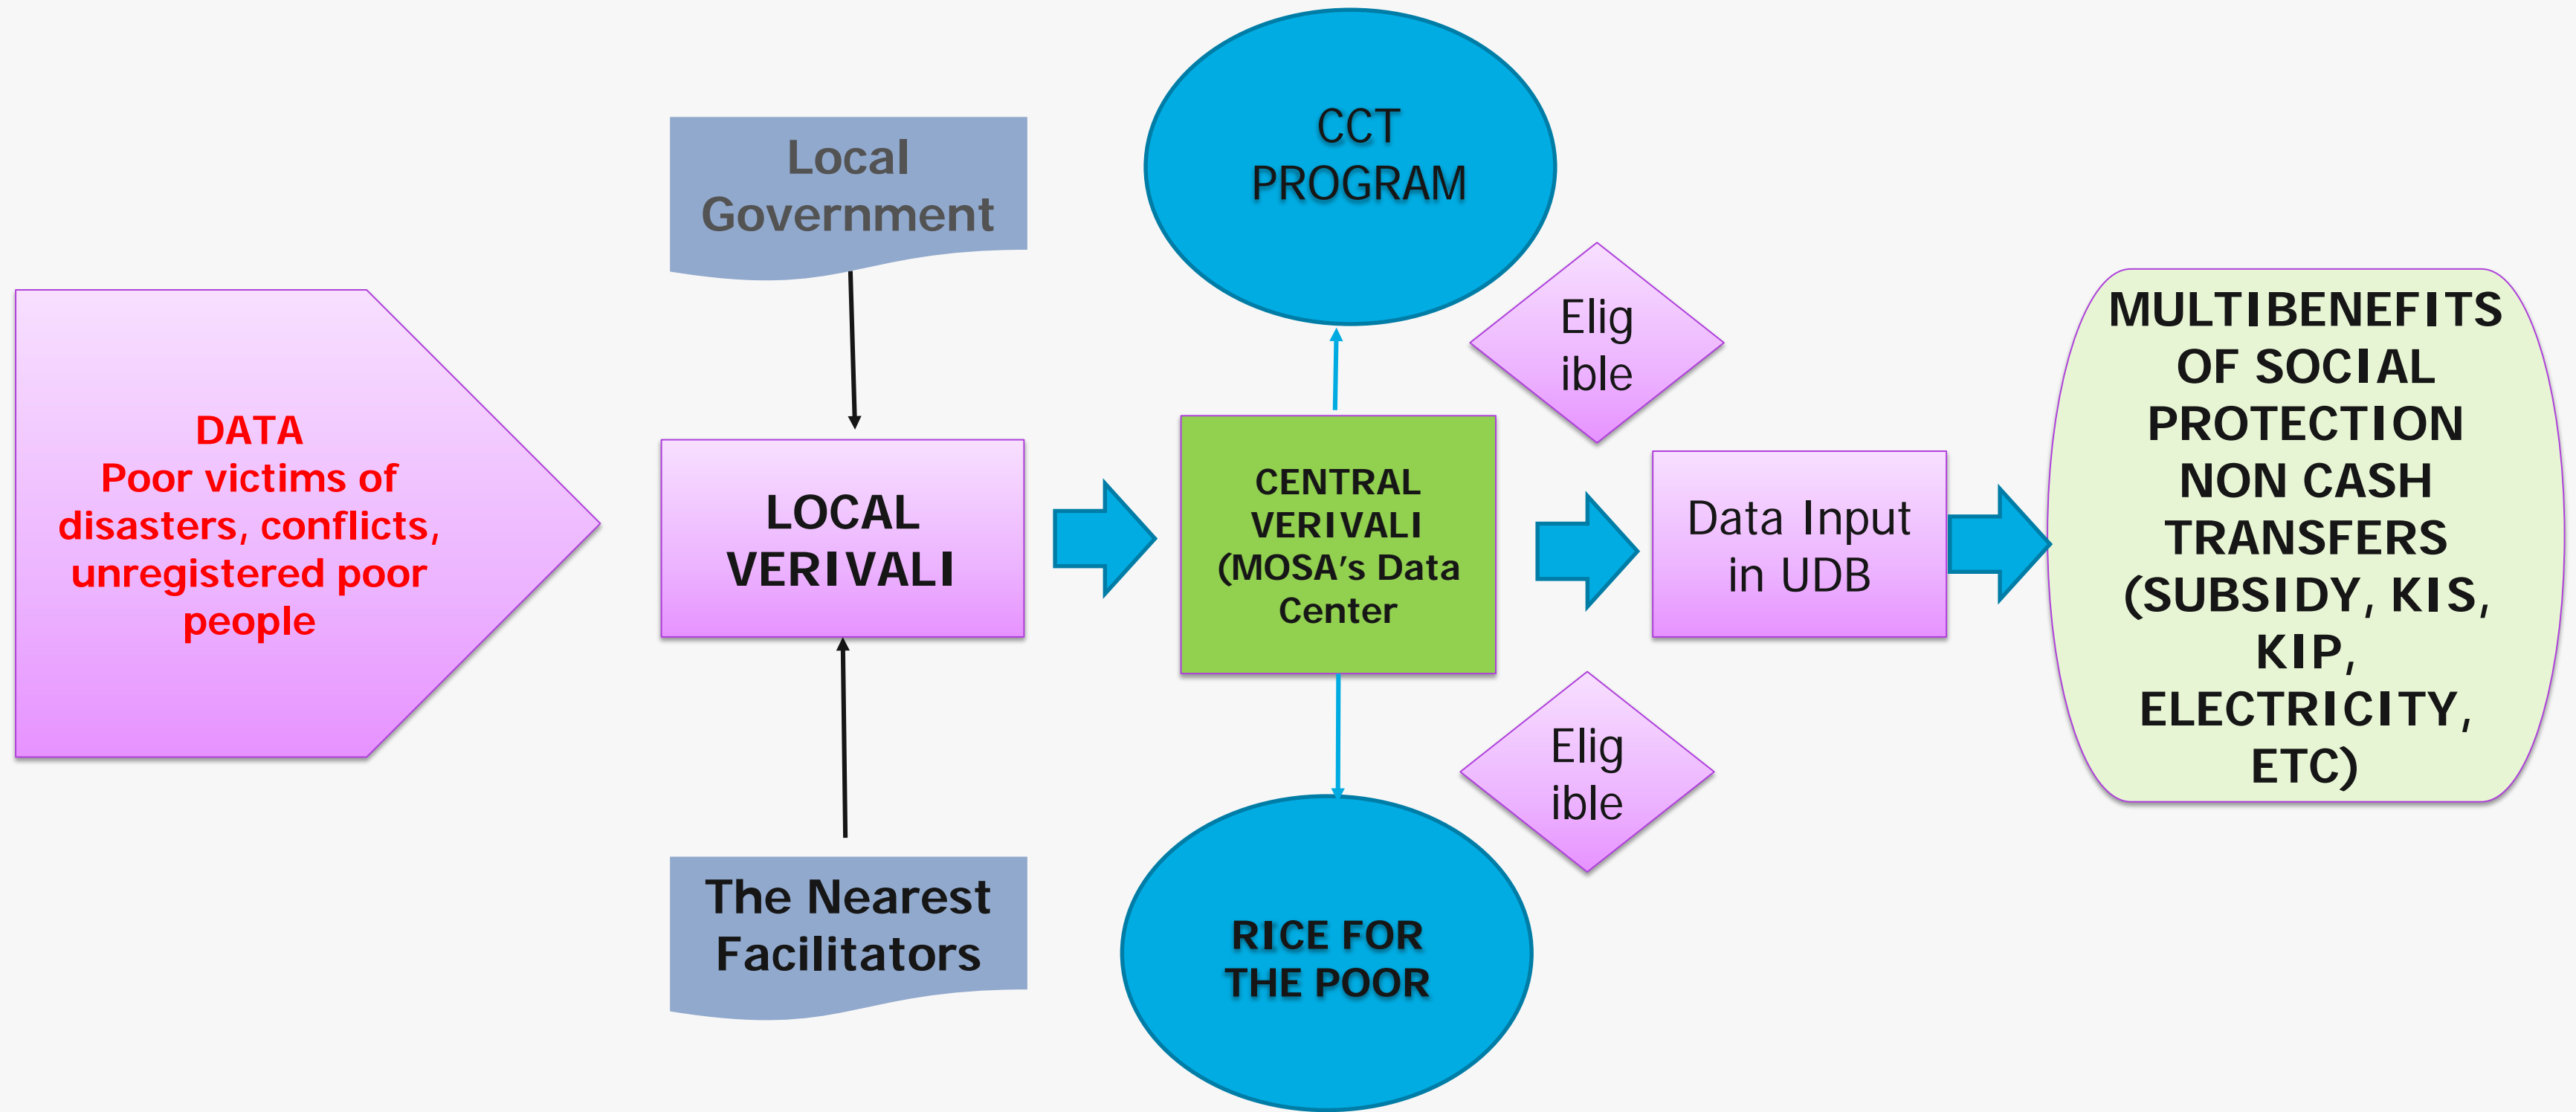 DATA
Poor victims of
disasters, conflicts,
unregistered poor
people
Local
Government
LOCAL
VERIVALI
The Nearest
Facilitators
CCT
PROGRAM
CENTRAL
VERIVALI
(MOSA's Data
Center
RICE FOR
THE POOR
Elig
ible
Elig
ible
Data Input
in UDB
MULTIBENEFITS
OF SOCIAL
PROTECTION
NON CASH
TRANSFERS
(SUBSIDY, KIS,
KIP,
ELECTRICITY,
ETC)